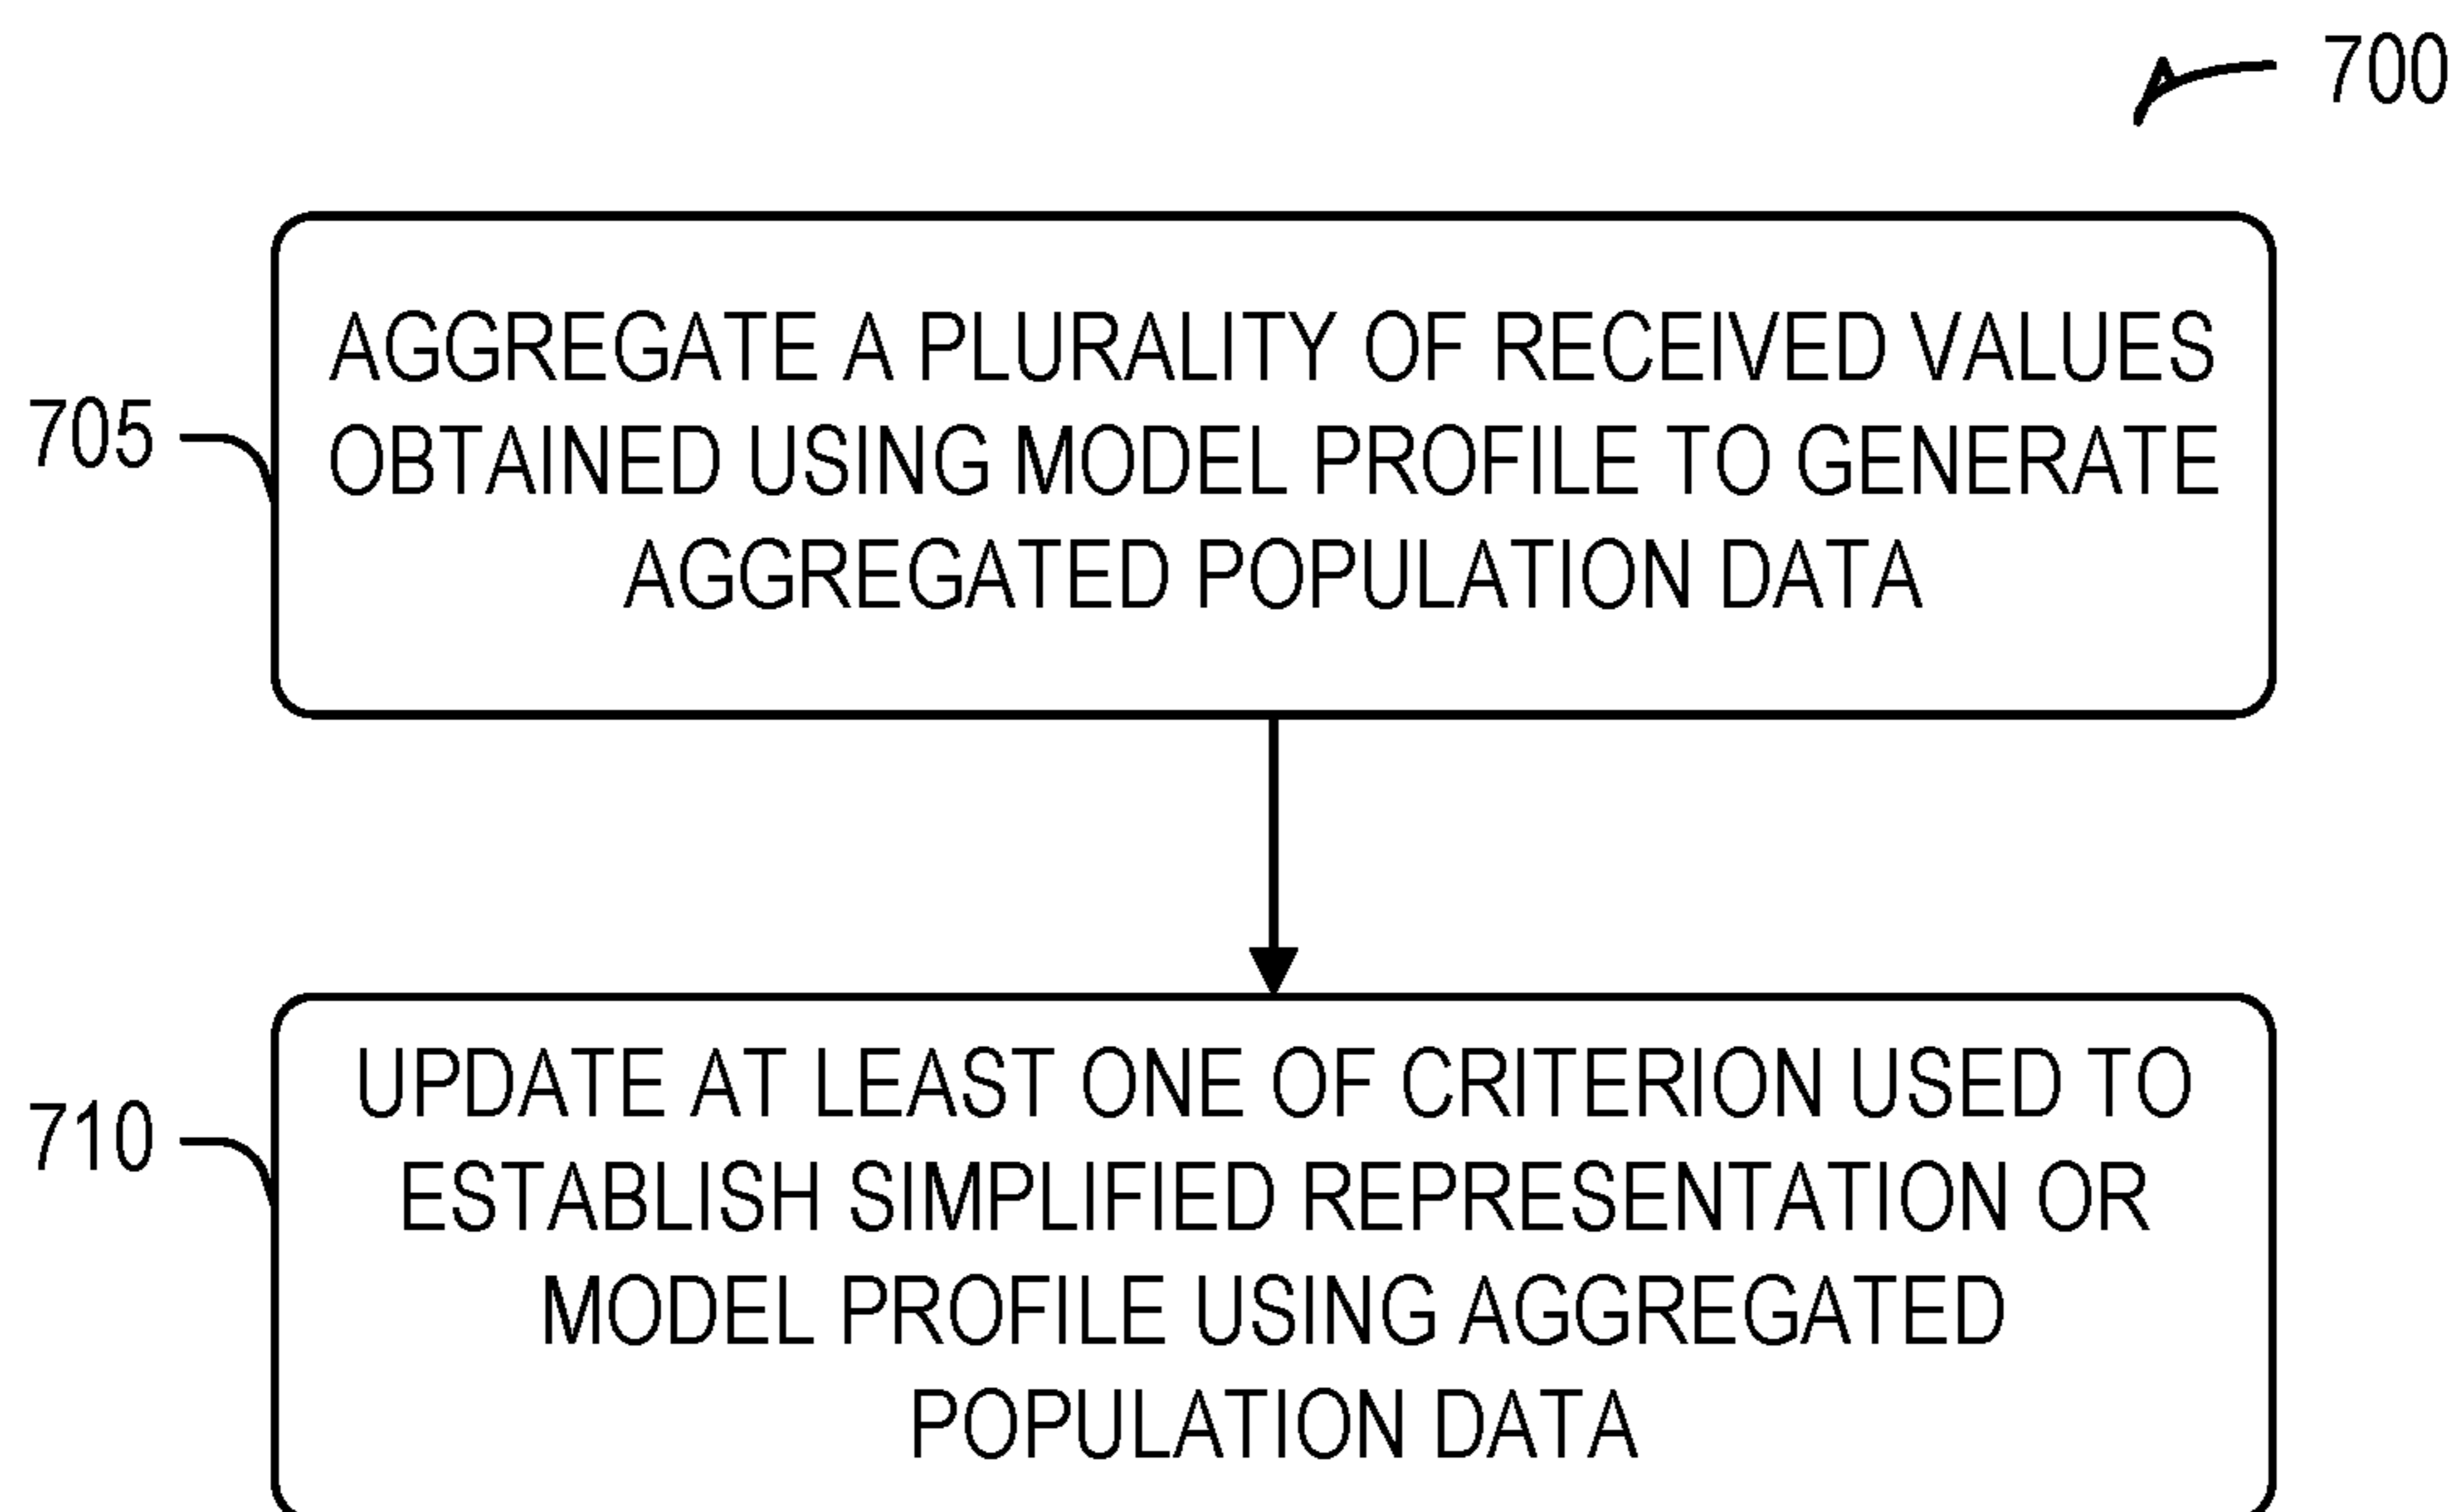 700
705
AGGREGATE A PLURALITY OF RECEIVED VALUES
OBTAINED USING MODEL PROFILE TO GENERATE
AGGREGATED POPULATION DATA
710
UPDATE AT LEAST ONE OF CRITERION USED TO
ESTABLISH SIMPLIFIED REPRESENTATION OR
MODEL PROFILE USING AGGREGATED
POPULATION DATA